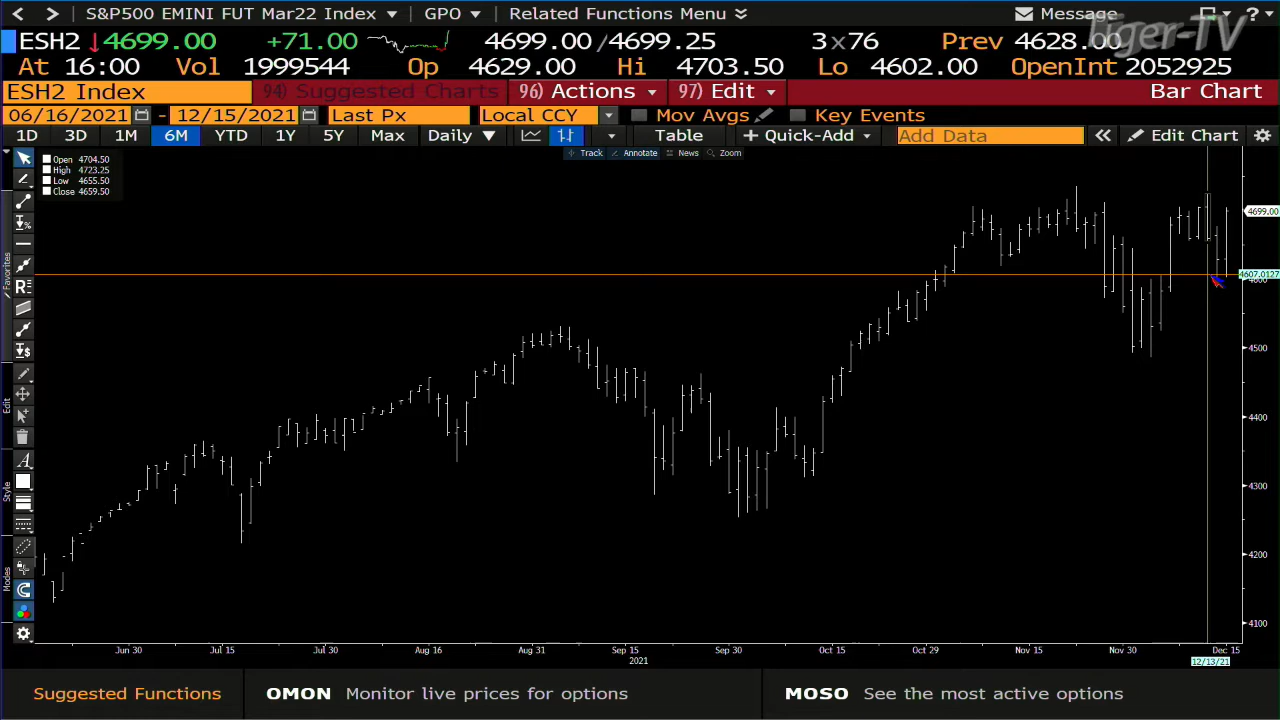 S&P500 EMINI FUT Mar22 Index GPO Related Functions Menu Message ?
ESH2 4699.00 +71.00 4699.00/4699.25 3x76 Prev 4628.00
At 16:00 Vol 1999544 Op 4629.00 Hi 4703.50 Lo 4602.00 OpenInt 2052925
ESH2 Index 94) Suggested Charts 96) Actions 97) Edit Bar Chart
06/16/2021 - 12/15/2021 Last Px Local CCY Mov Avgs Key Events
1D 3D 1M 6M YTD 1Y 5Y Max Daily Table + Quick-Add Add Data Edit Chart
Track Annotate News Zoom
Open 4704.50
High 4723.25
Low 4655.50
Close 4659.50
4699.00
4607.0127
4600
4500
4400
4300
4200
4100
Favorites
Edit
Style
Modes
Jun 30 Jul 15 Jul 30 Aug 16 Aug 31 Sep 15 Sep 30 Oct 15 Oct 29 Nov 15 Nov 30 Dec 15
2021 12/13/21
Suggested Functions OMON Monitor live prices for options MOSO See the most active options